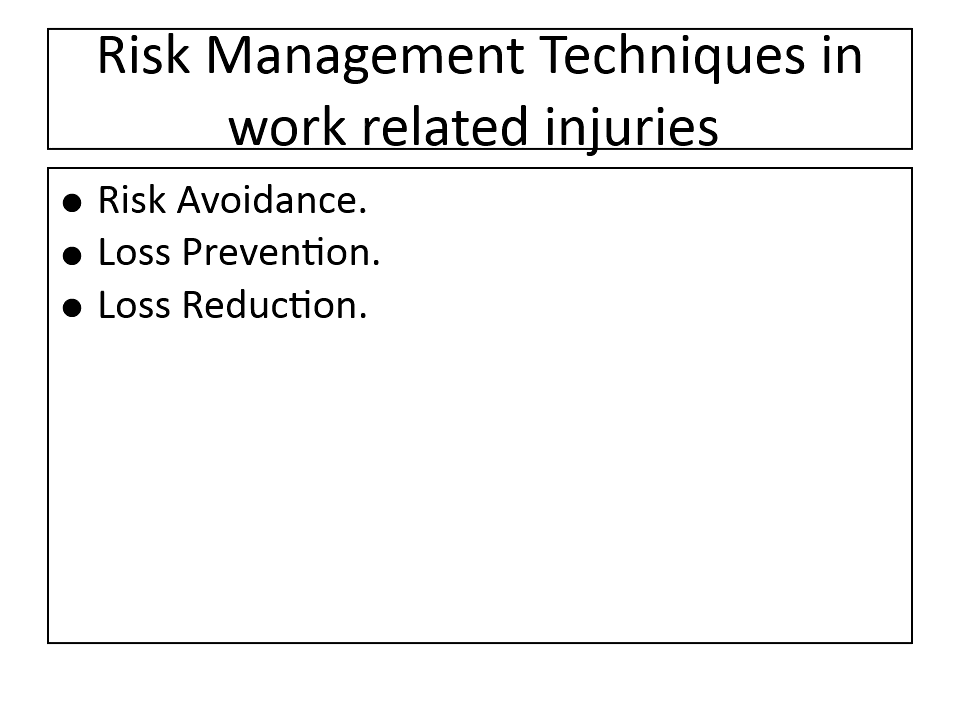 Risk Management Techniques in
work related injuries
● Risk Avoidance.
● Loss Prevention.
● Loss Reduction.